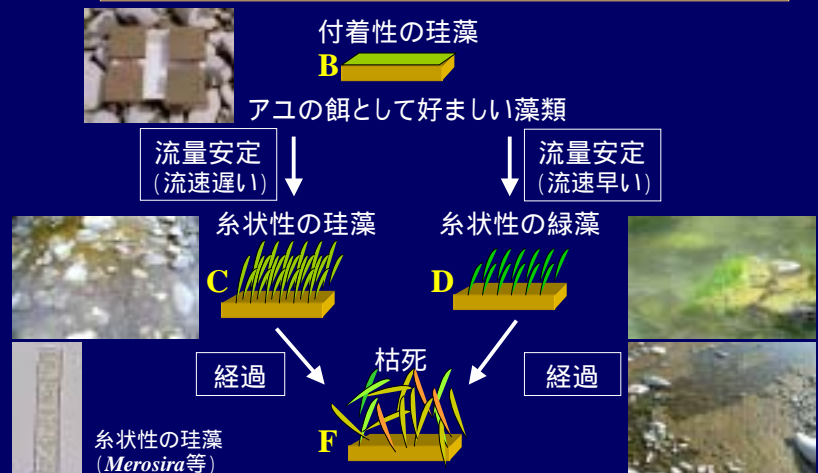 付着性の珪藻
B
アユの餌として好ましい藻類
流量安定
(流速遅い)
流量安定
(流速早い)
糸状性の珪藻
糸状性の緑藻
C
D
経過
枯死
経過
F
糸状性の珪藻
(Merosira等)